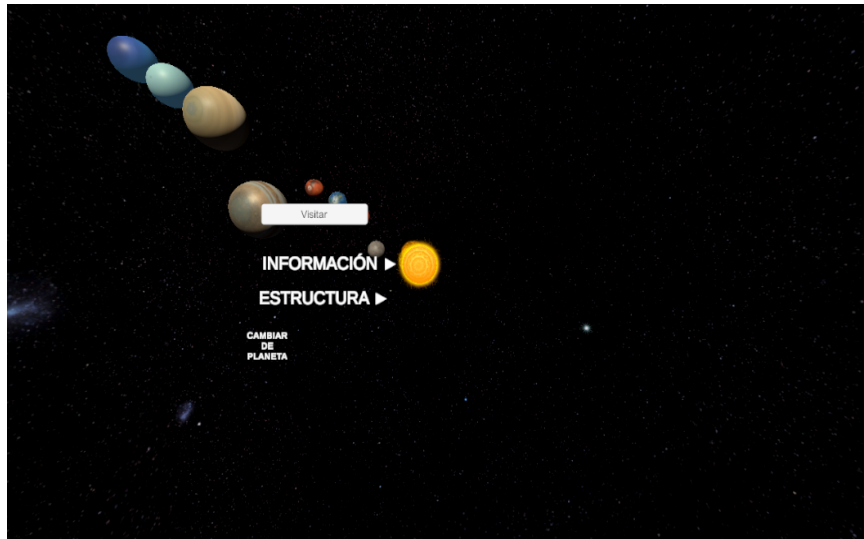 Visitar
INFORMACIÓN ▶
ESTRUCTURA ▶
CAMBIAR
DE
PLANETA